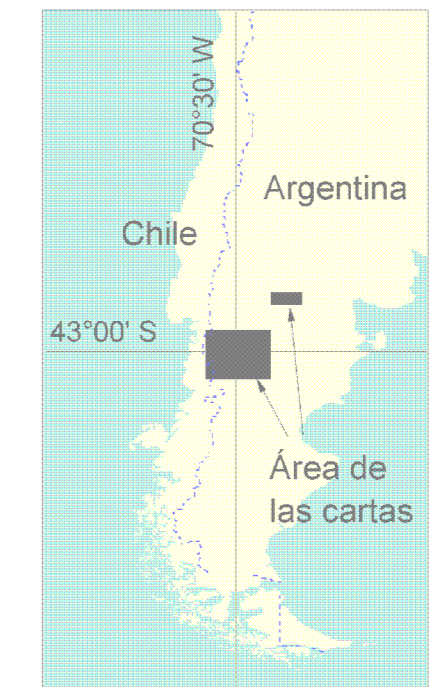 70°30' W
Argentina
Chile
43°00' S
Área de
las cartas